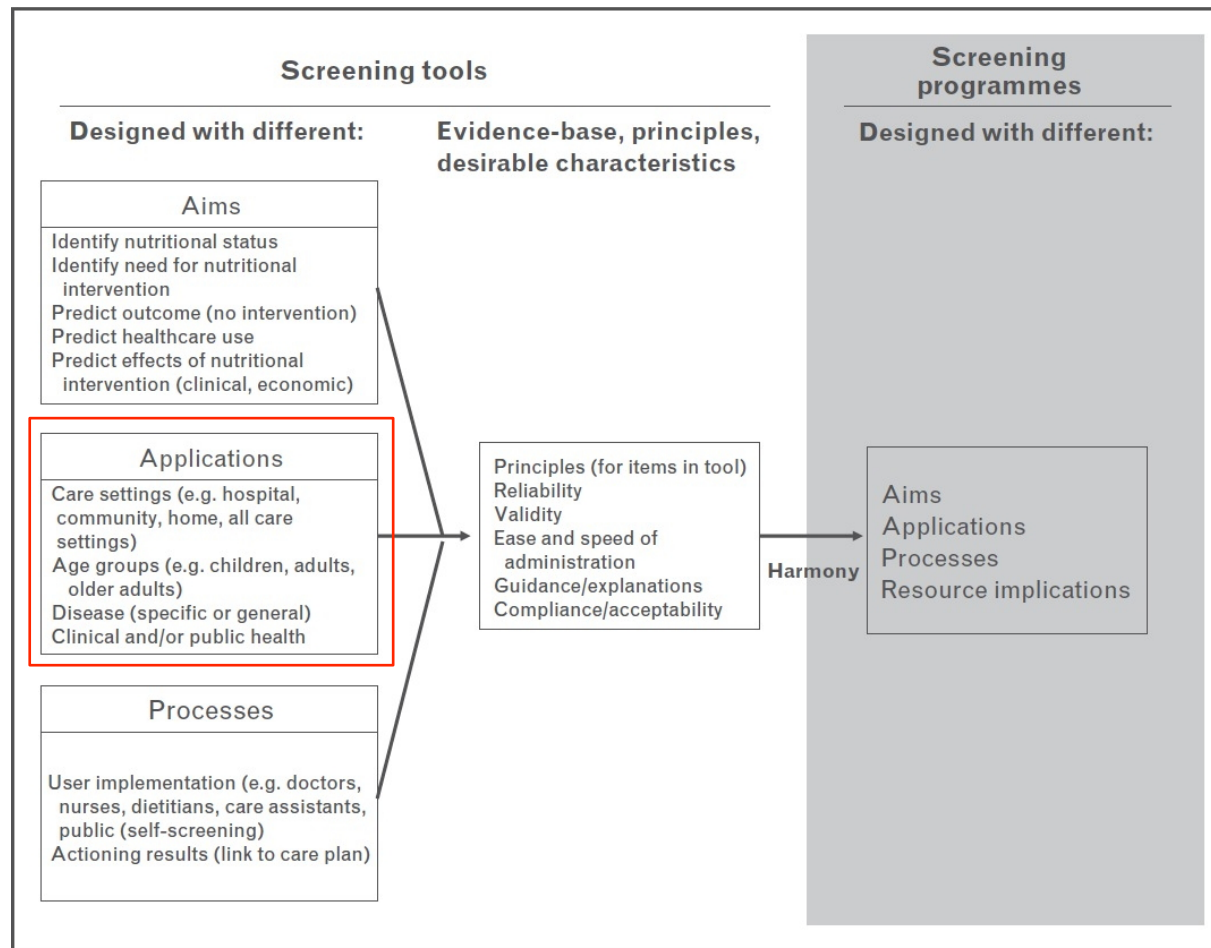 Screening tools
Screening
programmes
Designed with different:
Evidence-base, principles,
desirable characteristics
Designed with different:
Aims
Identify nutritional status
Identify need for nutritional
intervention
Predict outcome (no intervention)
Predict healthcare use
Predict effects of nutritional
intervention (clinical, economic)
Applications
Care settings (e.g. hospital,
community, home, all care
settings)
Age groups (e.g. children, adults,
older adults)
Disease (specific or general)
Clinical and/or public health
Processes
User implementation (e.g. doctors,
nurses, dietitians, care assistants,
public (self-screening)
Actioning results (link to care plan)
Principles (for items in tool)
Reliability
Validity
Ease and speed of
administration
Guidance/explanations
Compliance/acceptability
Harmony
Aims
Applications
Processes
Resource implications